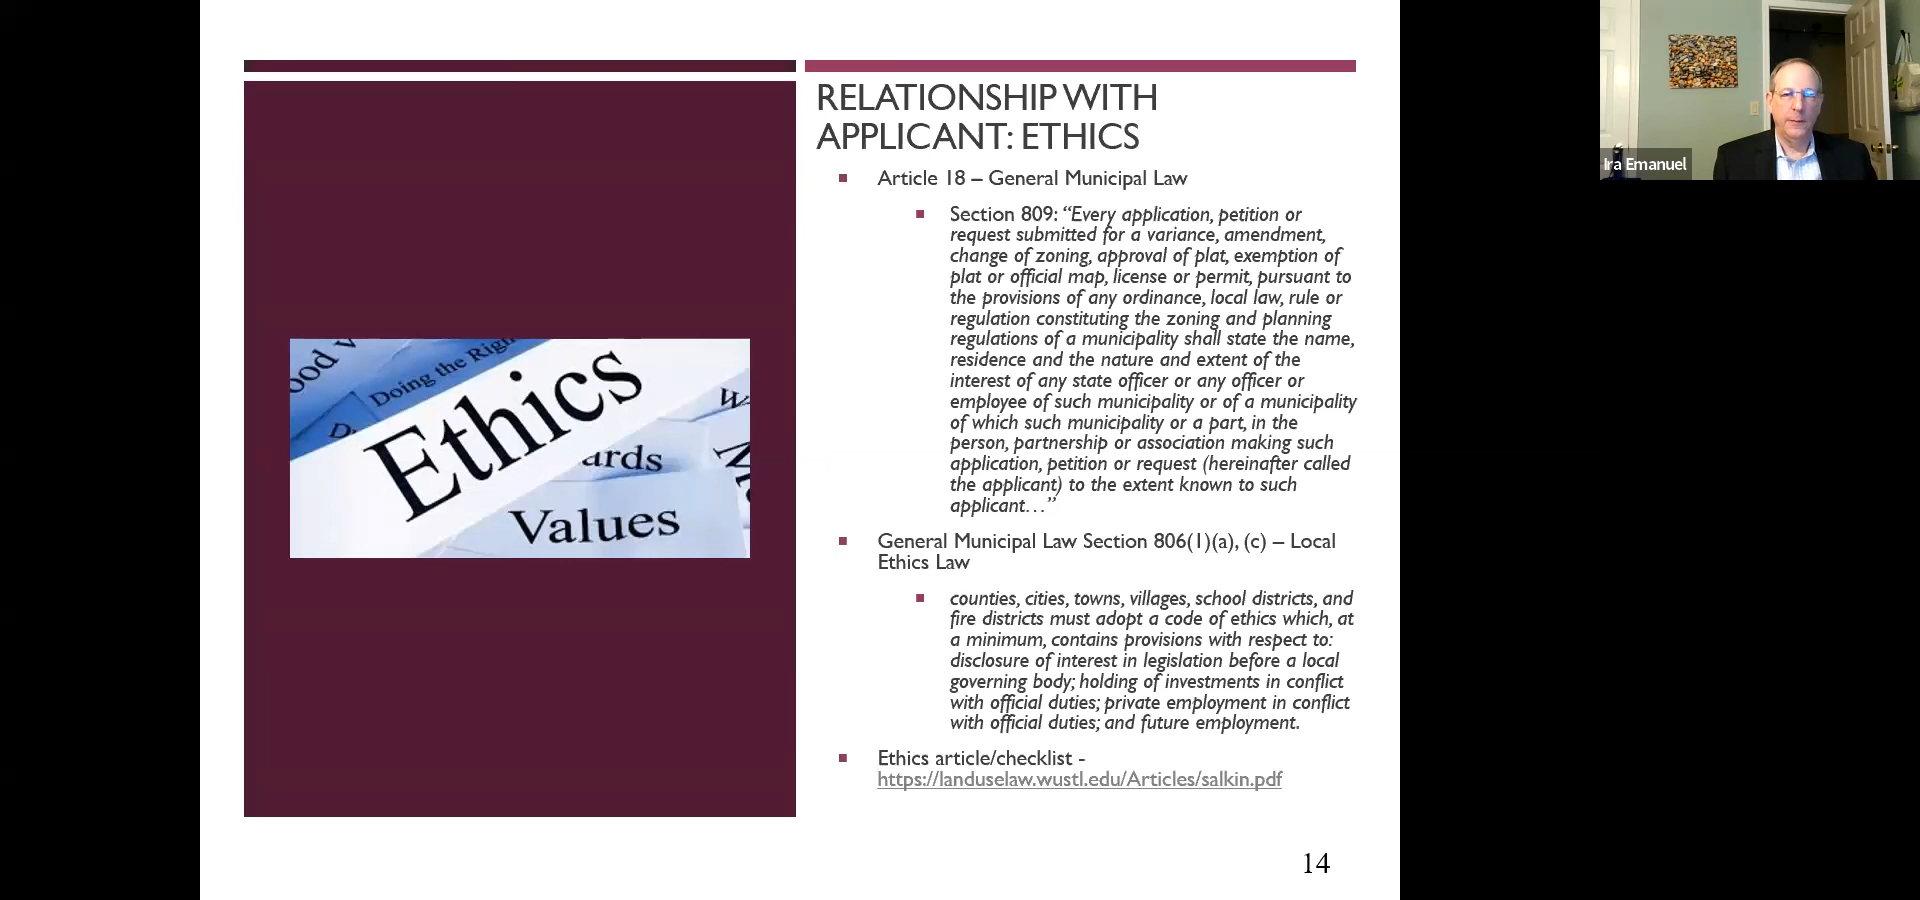 RELATIONSHIP WITH
APPLICANT: ETHICS
Article 18 – General Municipal Law
Section 809: “Every application, petition or
request submitted for a variance, amendment,
change of zoning, approval of plat, exemption of
plat or official map, license or permit, pursuant to
the provisions of any ordinance, local law, rule or
regulation constituting the zoning and planning
regulations of a municipality shall state the name,
residence and the nature and extent of the
interest of any state officer or any officer or
employee of such municipality or of a municipality
of which such municipality or a part, in the
person, partnership or association making such
application, petition or request (hereinafter called
the applicant) to the extent known to such
applicant…”
General Municipal Law Section 806(1)(a), (c) – Local
Ethics Law
counties, cities, towns, villages, school districts, and
fire districts must adopt a code of ethics which, at
a minimum, contains provisions with respect to:
disclosure of interest in legislation before a local
governing body; holding of investments in conflict
with official duties; private employment in conflict
with official duties; and future employment.
Ethics article/checklist -
https://landuselaw.wustl.edu/Articles/salkin.pdf
14
Doing the Righ
Ethics
ards
Values
Ira Emanuel